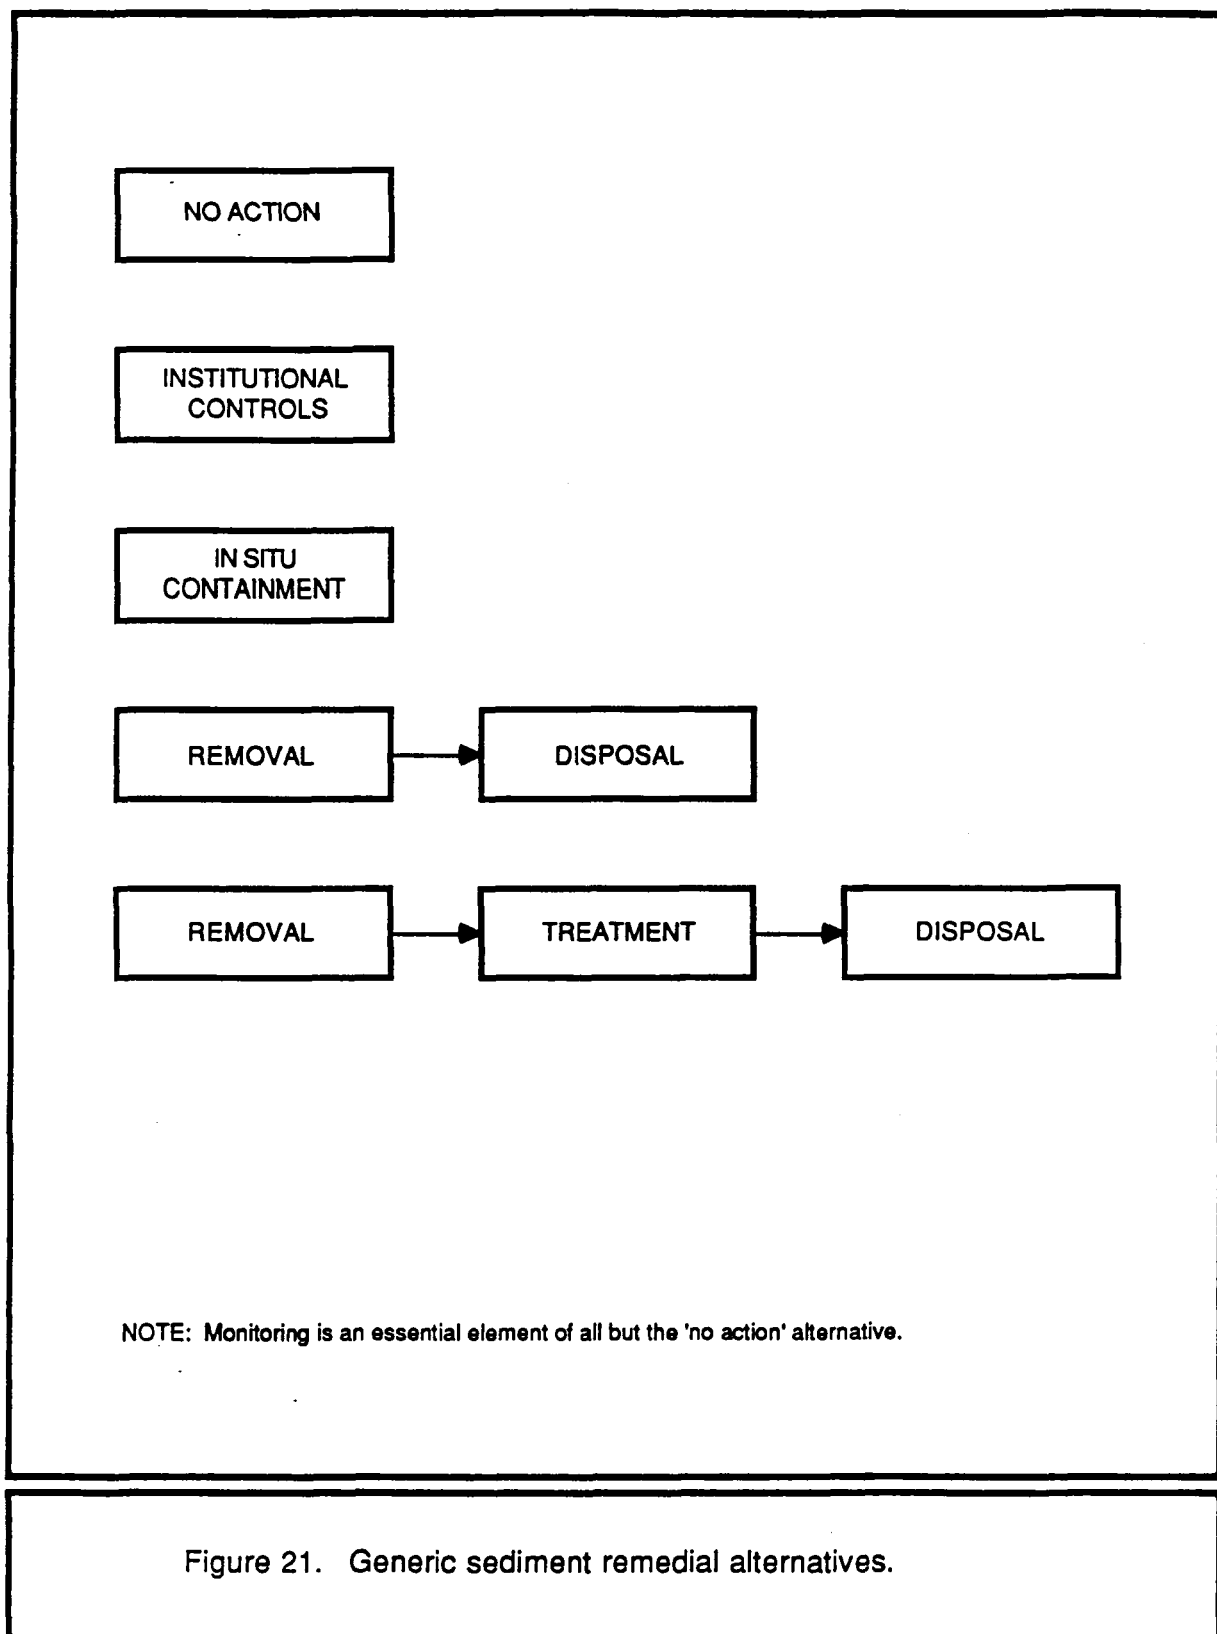 NO ACTION
INSTITUTIONAL
CONTROLS
IN SITU
CONTAINMENT
REMOVAL
DISPOSAL
REMOVAL
TREATMENT
DISPOSAL
NOTE: Monitoring is an essential element of all but the 'no action' alternative.
Figure 21. Generic sediment remedial alternatives.